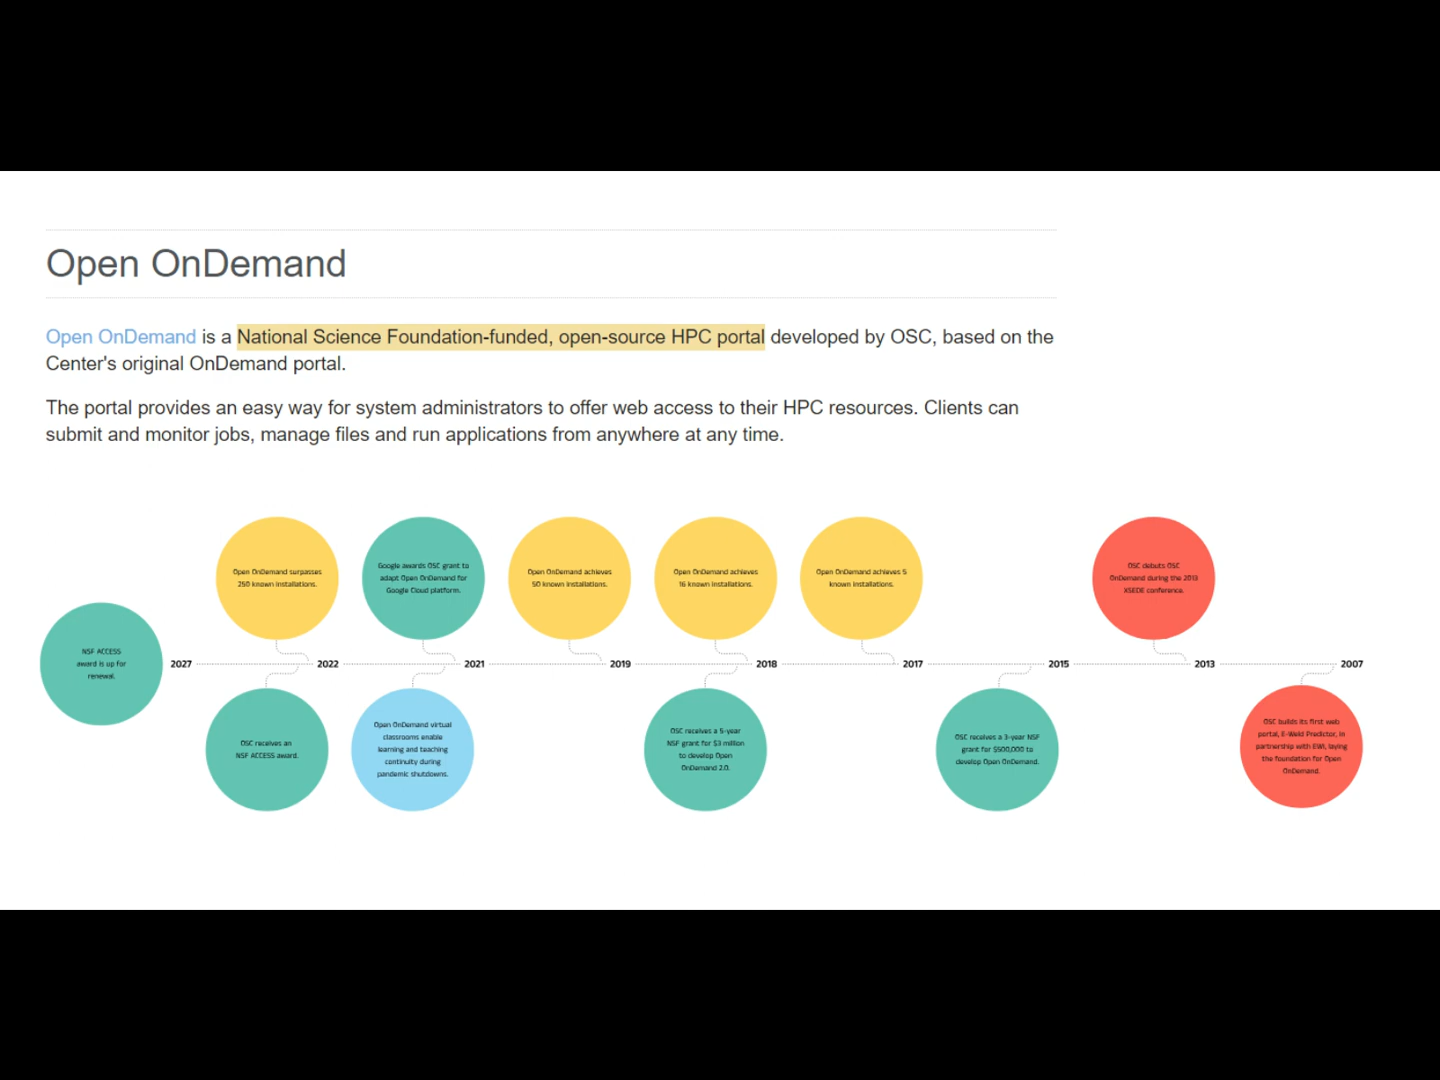 Open OnDemand
Open OnDemand is a National Science Foundation-funded, open-source HPC portal developed by OSC, based on the
Center's original OnDemand portal.
The portal provides an easy way for system administrators to offer web access to their HPC resources. Clients can
submit and monitor jobs, manage files and run applications from anywhere at any time.
NSF ACCESS
award is up for
renewal.
2027
Open OnDemand surpasses
250 known installations.
2022
OSC receives an
NSF ACCESS award.
Google awards OSC grant to
adapt Open OnDemand for
Google Cloud platform.
2021
Open OnDemand virtual
classrooms enable
learning and teaching
continuity during
pandemic shutdowns.
Open OnDemand achieves
50 known installations.
2019
Open OnDemand achieves
16 known installations.
2018
OSC receives a 5-year
NSF grant for $3 million
to develop Open
OnDemand 2.0.
Open OnDemand achieves 5
known installations.
2017
2015
OSC receives a 3-year NSF
grant for $500,000 to
develop Open OnDemand.
OSC debuts OSC
OnDemand during the 2013
XSEDE conference.
2013
2007
OSC builds its first web
portal, E-Weld Predictor, in
partnership with EWI, laying
the foundation for Open
OnDemand.